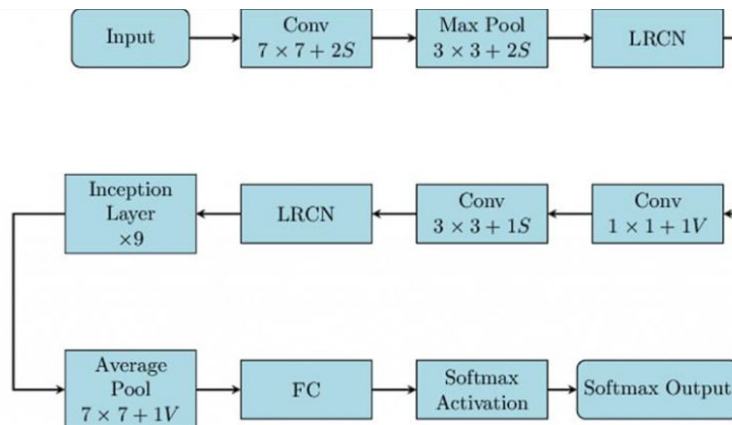 Input
Conv
7 × 7 + 2S
Max Pool
3 × 3 + 2S
LRCN
Inception
Layer
×9
LRCN
Conv
3 × 3 + 1S
Conv
1 × 1 + 1V
Average
Pool
7 × 7 + 1V
FC
Softmax
Activation
Softmax Output